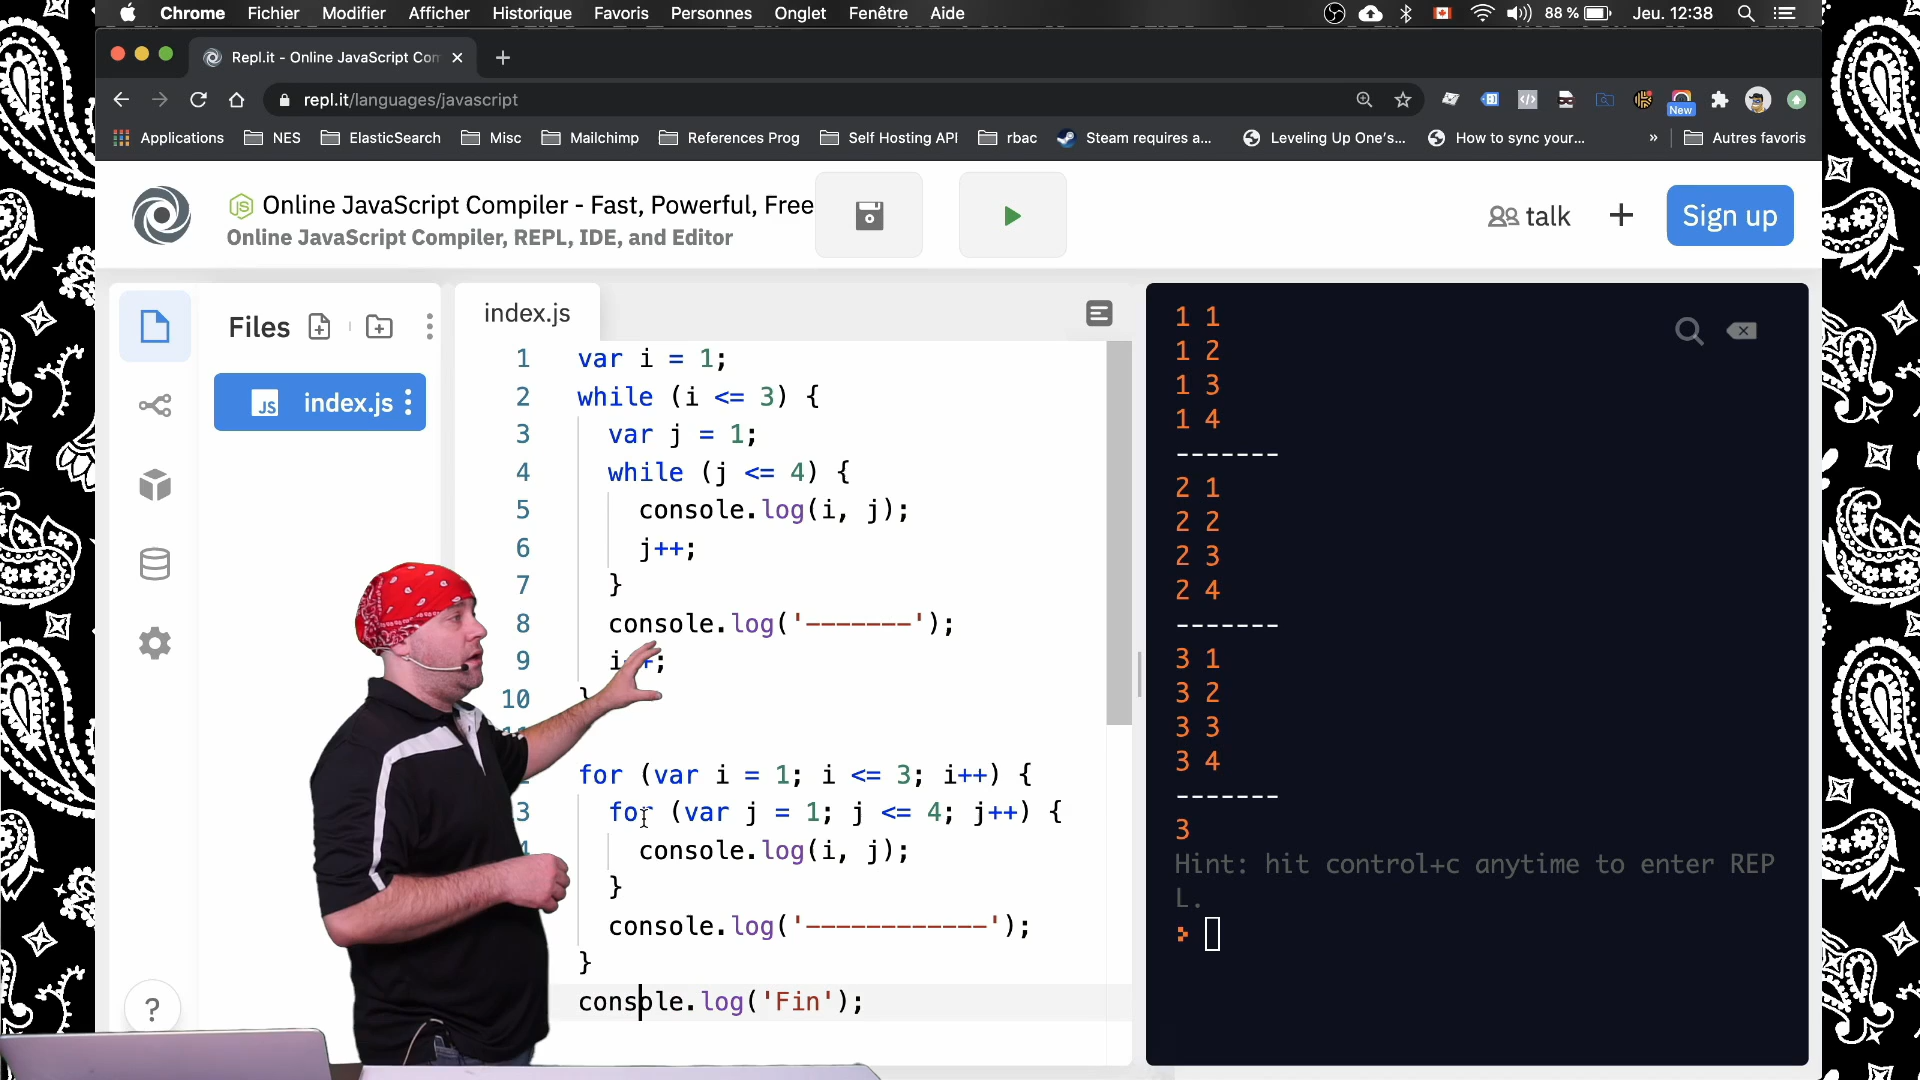 Chrome Fichier Modifier Afficher Historique Favoris Personnes Onglet Fenêtre Aide 88 % Jeu. 12:38
Repl.it - Online JavaScript Com
repl.it/languages/javascript
New
Applications NES ElasticSearch Misc Mailchimp References Prog Self Hosting API rbac Steam requires a... Leveling Up One's... How to sync your... » Autres favoris
JS Online JavaScript Compiler - Fast, Powerful, Free
Online JavaScript Compiler, REPL, IDE, and Editor
talk + Sign up
Files
JS index.js
?
index.js
1 var i = 1;
2 while (i <= 3) {
3 var j = 1;
4 while (j <= 4) {
5 console.log(i, j);
6 j++;
7 }
8 console.log('-------');
9 i++;
10 }
for (var i = 1; i <= 3; i++) {
3 for (var j = 1; j <= 4; j++) {
console.log(i, j);
}
console.log('------------');
}
console.log('Fin');
1 1
1 2
1 3
1 4
-------
2 1
2 2
2 3
2 4
-------
3 1
3 2
3 3
3 4
-------
3
Hint: hit control+c anytime to enter REP
L.